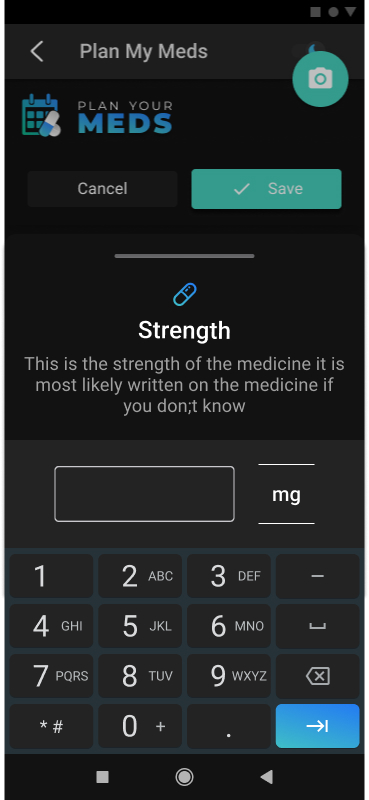 Plan My Meds
PLAN YOUR
MEDS
Cancel
Save
Strength
This is the strength of the medicine it is
most likely written on the medicine if
you don;t know
mg
1
2 ABC
3 DEF
–
4 GHI
5 JKL
6 MNO
7 PQRS
8 TUV
9 WXYZ
* #
0 +
.